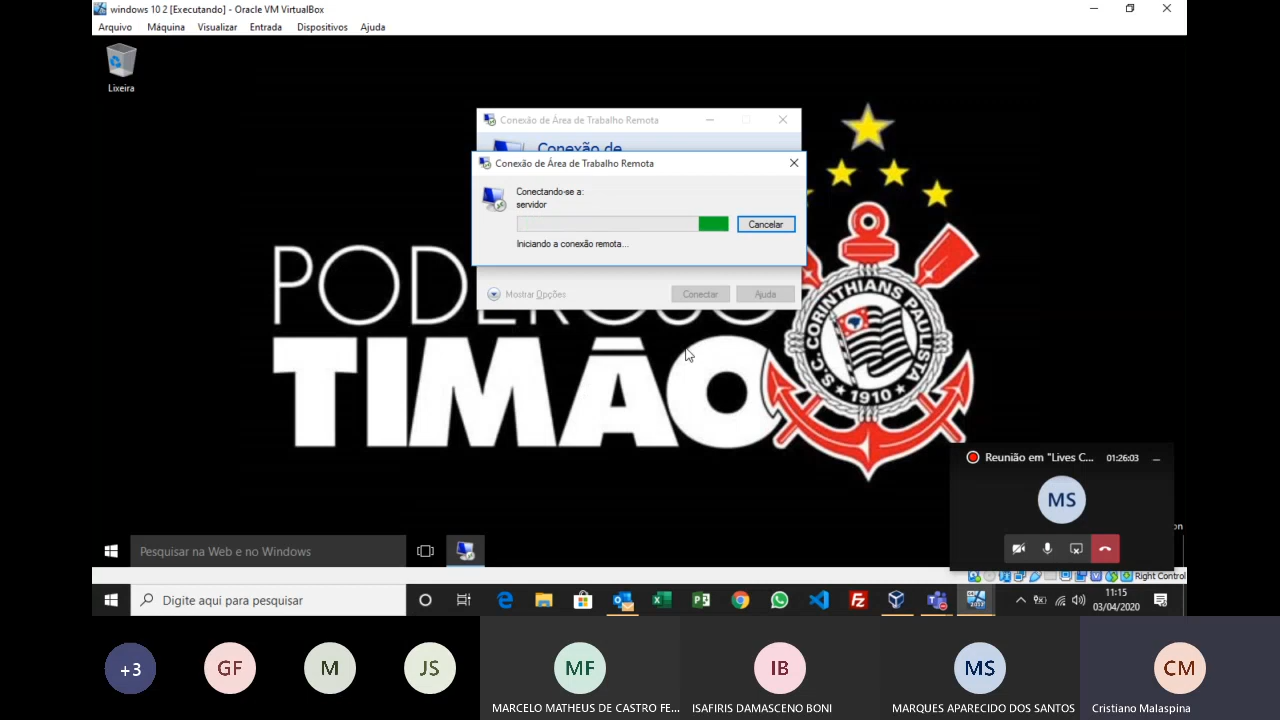 windows 10 2 [Executando] - Oracle VM VirtualBox
Arquivo Máquina Visualizar Entrada Dispositivos Ajuda
Lixeira
Conexão de Área de Trabalho Remota
Conexão de
Conexão de Área de Trabalho Remota
Conectando-se a:
servidor
Cancelar
Iniciando a conexão remota...
Mostrar Opções Conectar Ajuda
PODEROSO
TIMÃO
S.C. CORINTHIANS PAULISTA
1910
Reunião em "Lives C... 01:26:03
MS
on
Pesquisar na Web e no Windows
Right Control
Digite aqui para pesquisar
11:15
03/04/2020
+3 GF M JS MF IB MS CM
MARCELO MATHEUS DE CASTRO FE... ISAFIRIS DAMASCENO BONI MARQUES APARECIDO DOS SANTOS Cristiano Malaspina